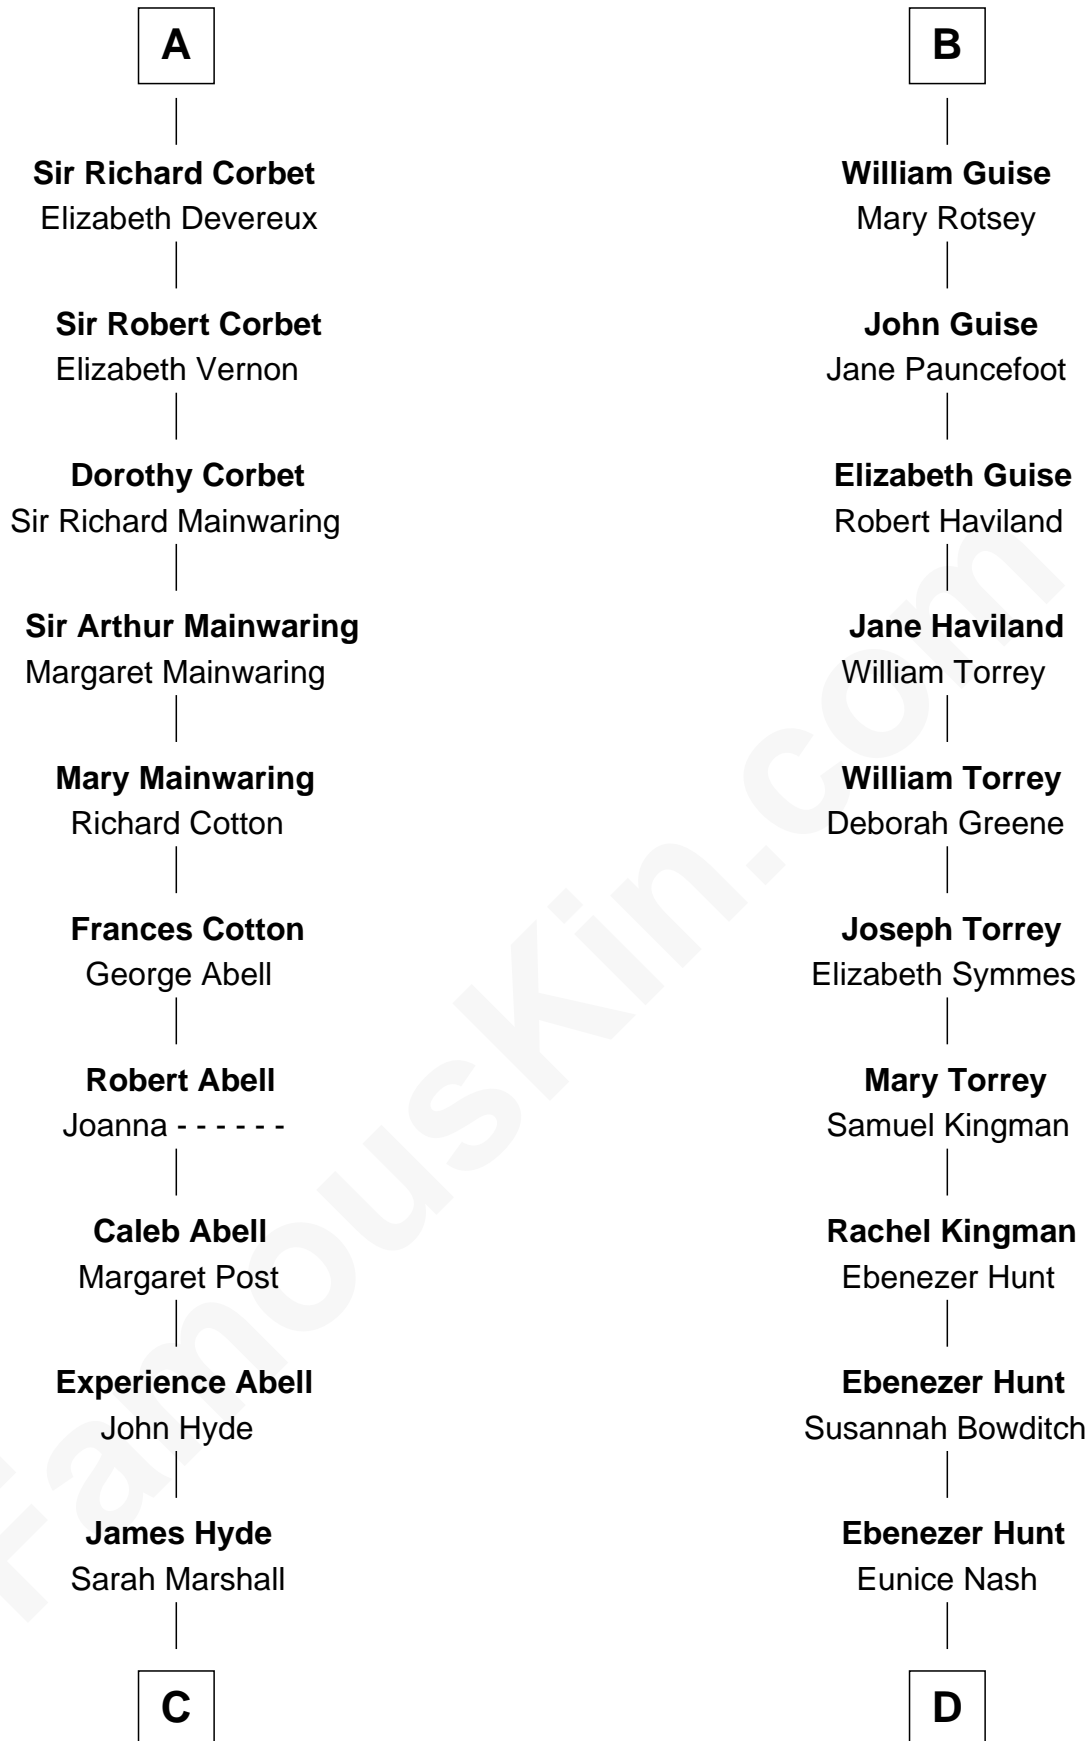 A
Sir Richard Corbet
Elizabeth Devereux
Sir Robert Corbet
Elizabeth Vernon
Dorothy Corbet
Sir Richard Mainwaring
Sir Arthur Mainwaring
Margaret Mainwaring
Mary Mainwaring
Richard Cotton
Frances Cotton
George Abell
Robert Abell
Joanna - - - - - -
Caleb Abell
Margaret Post
Experience Abell
John Hyde
James Hyde
Sarah Marshall
C
B
William Guise
Mary Rotsey
John Guise
Jane Pauncefoot
Elizabeth Guise
Robert Haviland
Jane Haviland
William Torrey
William Torrey
Deborah Greene
Joseph Torrey
Elizabeth Symmes
Mary Torrey
Samuel Kingman
Rachel Kingman
Ebenezer Hunt
Ebenezer Hunt
Susannah Bowditch
Ebenezer Hunt
Eunice Nash
D
FamousKin.com